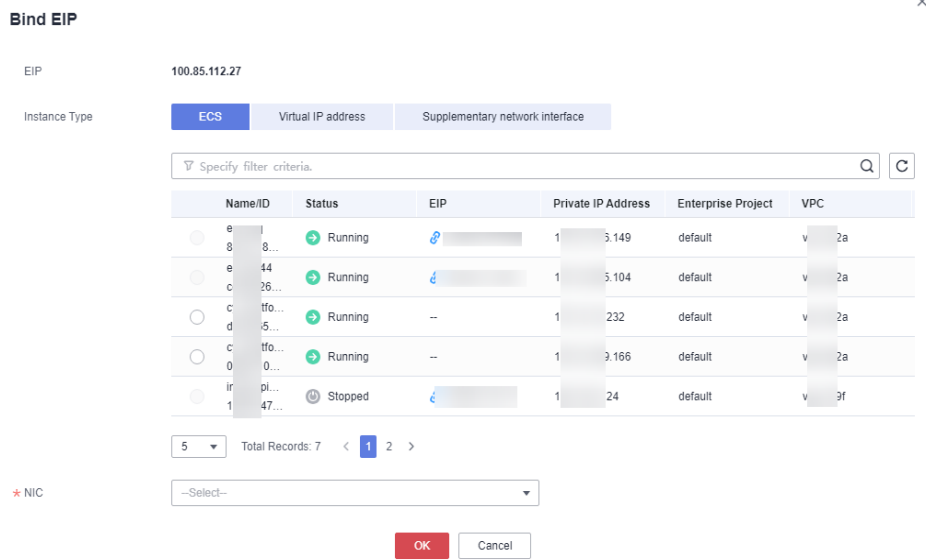 Bind EIP
EIP 100.85.112.27
Instance Type ECS Virtual IP address Supplementary network interface
Specify filter criteria.
Name/ID Status EIP Private IP Address Enterprise Project VPC
Running default
Running default
Running -- default
Running -- default
Stopped default
5 Total Records: 7 < 1 2 >
* NIC --Select--
OK Cancel